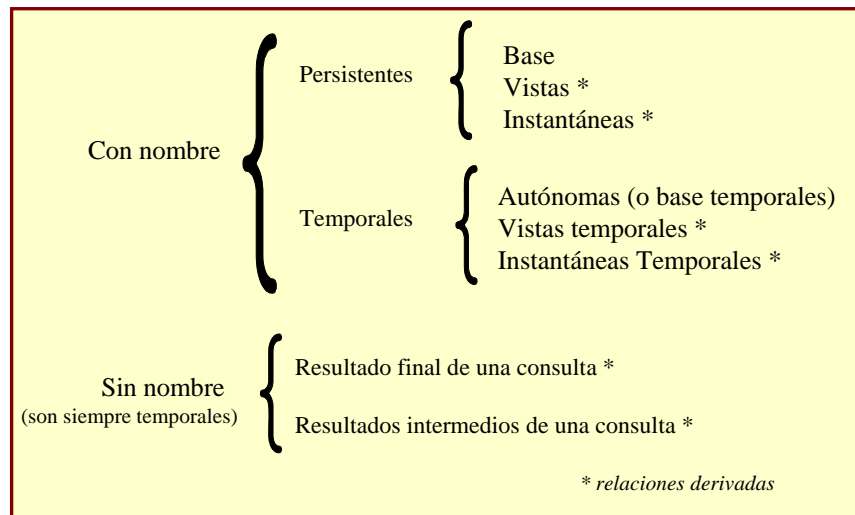 Con nombre
Persistentes
Base
Vistas *
Instantáneas *
Temporales
Autónomas (o base temporales)
Vistas temporales *
Instantáneas Temporales *
Sin nombre
(son siempre temporales)
Resultado final de una consulta *
Resultados intermedios de una consulta *
* relaciones derivadas